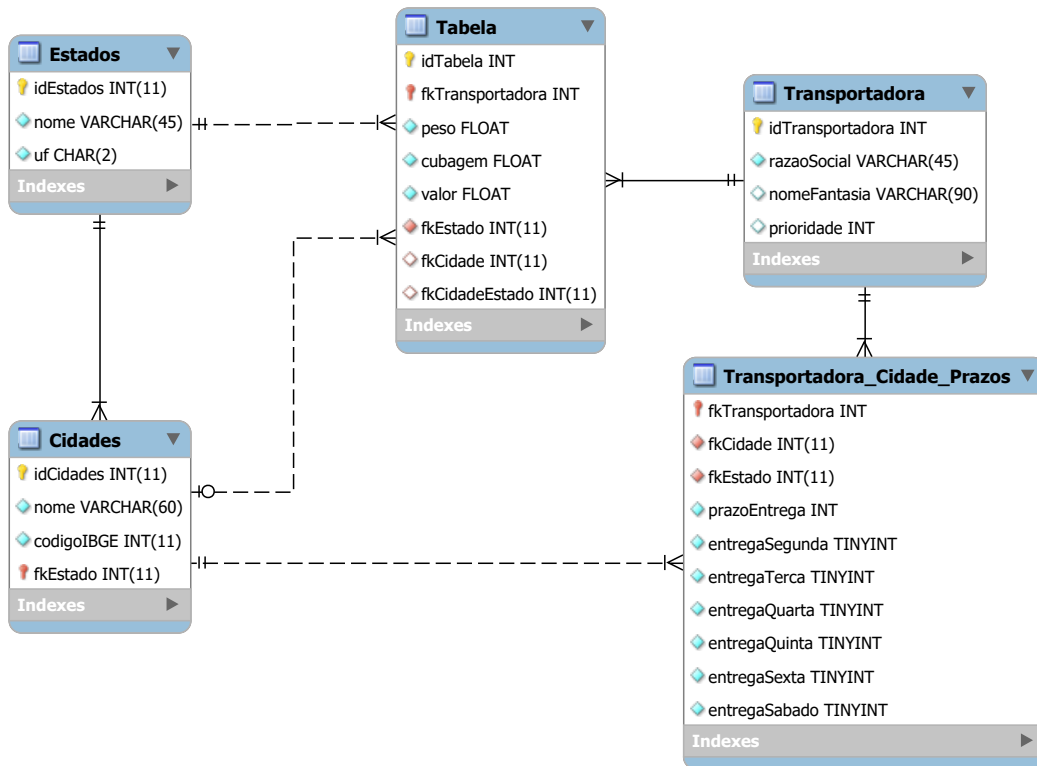 Estados
idEstados INT(11)
nome VARCHAR(45)
uf CHAR(2)
Indexes
Tabela
idTabela INT
fkTransportadora INT
peso FLOAT
cubagem FLOAT
valor FLOAT
fkEstado INT(11)
fkCidade INT(11)
fkCidadeEstado INT(11)
Indexes
Transportadora
idTransportadora INT
razaoSocial VARCHAR(45)
nomeFantasia VARCHAR(90)
prioridade INT
Indexes
Cidades
idCidades INT(11)
nome VARCHAR(60)
codigoIBGE INT(11)
fkEstado INT(11)
Indexes
Transportadora_Cidade_Prazos
fkTransportadora INT
fkCidade INT(11)
fkEstado INT(11)
prazoEntrega INT
entregaSegunda TINYINT
entregaTerca TINYINT
entregaQuarta TINYINT
entregaQuinta TINYINT
entregaSexta TINYINT
entregaSabado TINYINT
Indexes